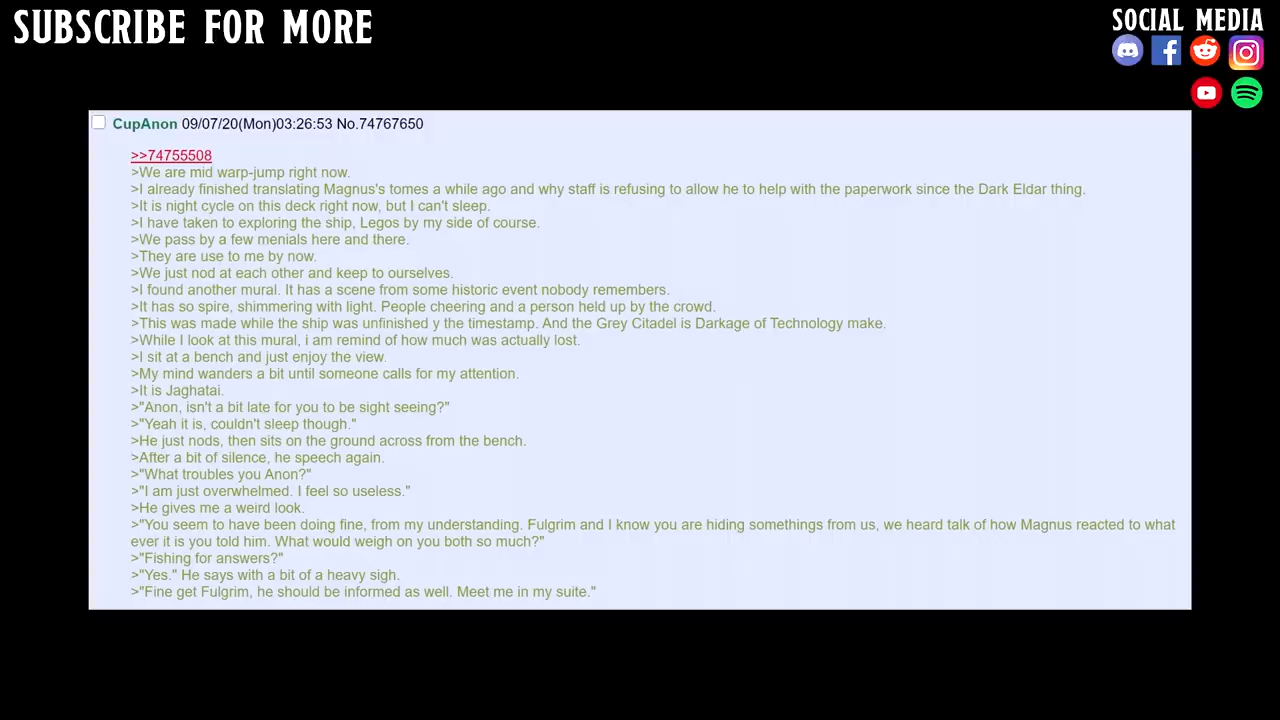 SUBSCRIBE FOR MORE
SOCIAL MEDIA
CupAnon 09/07/20(Mon)03:26:53 No.74767650
>>74755508
>We are mid warp-jump right now.
>I already finished translating Magnus's tomes a while ago and why staff is refusing to allow he to help with the paperwork since the Dark Eldar thing.
>It is night cycle on this deck right now, but I can't sleep.
>I have taken to exploring the ship, Legos by my side of course.
>We pass by a few menials here and there.
>They are use to me by now.
>We just nod at each other and keep to ourselves.
>I found another mural. It has a scene from some historic event nobody remembers.
>It has so spire, shimmering with light. People cheering and a person held up by the crowd.
>This was made while the ship was unfinished y the timestamp. And the Grey Citadel is Darkage of Technology make.
>While I look at this mural, i am remind of how much was actually lost.
>I sit at a bench and just enjoy the view.
>My mind wanders a bit until someone calls for my attention.
>It is Jaghatai.
>"Anon, isn't a bit late for you to be sight seeing?"
>"Yeah it is, couldn't sleep though."
>He just nods, then sits on the ground across from the bench.
>After a bit of silence, he speech again.
>"What troubles you Anon?"
>"I am just overwhelmed. I feel so useless."
>He gives me a weird look.
>"You seem to have been doing fine, from my understanding. Fulgrim and I know you are hiding somethings from us, we heard talk of how Magnus reacted to what
ever it is you told him. What would weigh on you both so much?"
>"Fishing for answers?"
>"Yes." He says with a bit of a heavy sigh.
>"Fine get Fulgrim, he should be informed as well. Meet me in my suite."